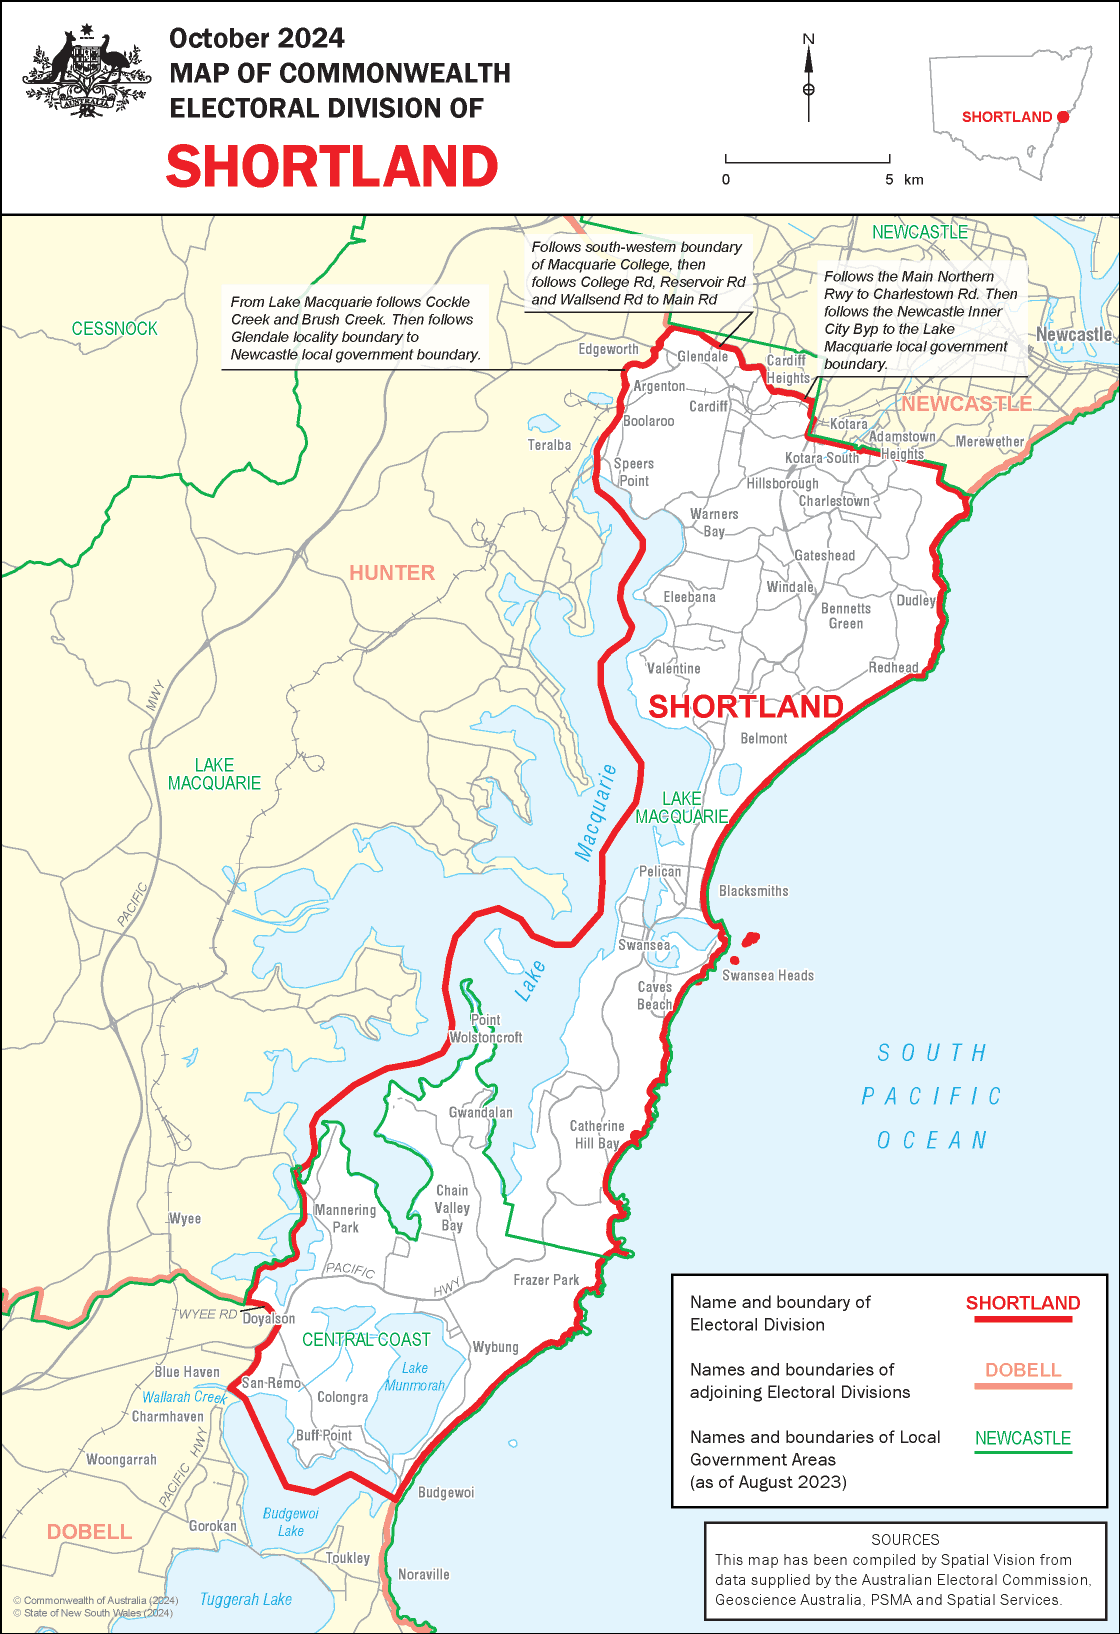 October 2024
MAP OF COMMONWEALTH
ELECTORAL DIVISION OF
SHORTLAND
AUSTRALIA
N
0 5 km
SHORTLAND
NEWCASTLE
Follows south-western boundary
of Macquarie College, then
follows College Rd, Reservoir Rd
and Wallsend Rd to Main Rd
Follows the Main Northern
Rwy to Charlestown Rd. Then
follows the Newcastle Inner
City Byp to the Lake
Macquarie local government
boundary.
From Lake Macquarie follows Cockle
Creek and Brush Creek. Then follows
Glendale locality boundary to
Newcastle local government boundary.
CESSNOCK
Newcastle
Edgeworth
Glendale
Cardiff
Heights
Argenton
NEWCASTLE
Cardiff
Boolaroo
Kotara
Adamstown
Heights
Merewether
Teralba
Kotara South
Speers
Point
Hillsborough
Charlestown
Warners
Bay
Gateshead
HUNTER
Windale
Eleebana
Bennetts
Green
Dudley
Valentine
Redhead
MWY
SHORTLAND
Belmont
LAKE
MACQUARIE
Macquarie
LAKE
MACQUARIE
Pelican
Blacksmiths
PACIFIC
Swansea
Lake
Swansea Heads
Caves
Beach
Point
Wolstoncroft
SOUTH
PACIFIC
OCEAN
Gwandalan
Catherine
Hill Bay
Chain
Valley
Bay
Mannering
Park
Wyee
PACIFIC
HWY
Frazer Park
WYEE RD
Doyalson
CENTRAL COAST
Wybung
Lake
Munmorah
Blue Haven
San Remo
Wallarah Creek
Colongra
Charmhaven
Buff Point
Woongarrah
PACIFIC HWY
Budgewoi
Budgewoi
Lake
DOBELL
Gorokan
Toukley
Noraville
Tuggerah Lake
© Commonwealth of Australia (2024)
© State of New South Wales (2024)
Name and boundary of
Electoral Division
SHORTLAND
Names and boundaries of
adjoining Electoral Divisions
DOBELL
Names and boundaries of Local
Government Areas
(as of August 2023)
NEWCASTLE
SOURCES
This map has been compiled by Spatial Vision from
data supplied by the Australian Electoral Commission,
Geoscience Australia, PSMA and Spatial Services.